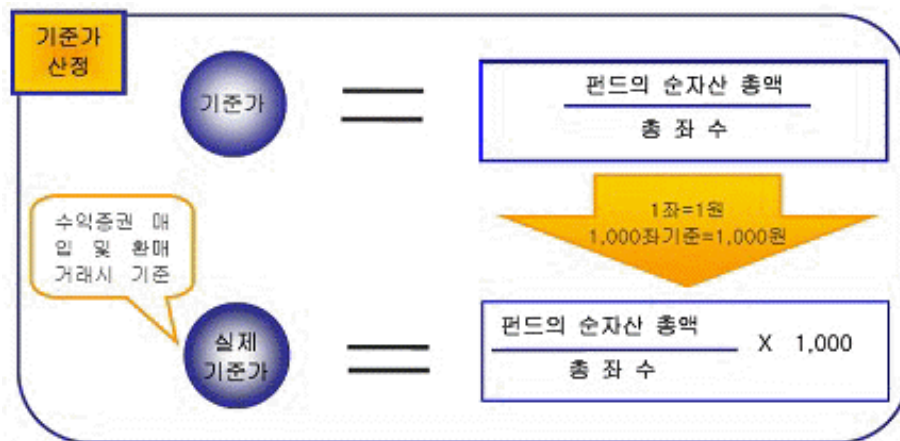 기준가
산정
기준가
펀드의 순자산 총액
총 좌 수
1좌=1원
1,000좌기준=1,000원
수익증권 매
입 및 환매
거래시 기준
실제
기준가
펀드의 순자산 총액
총 좌 수
X 1,000